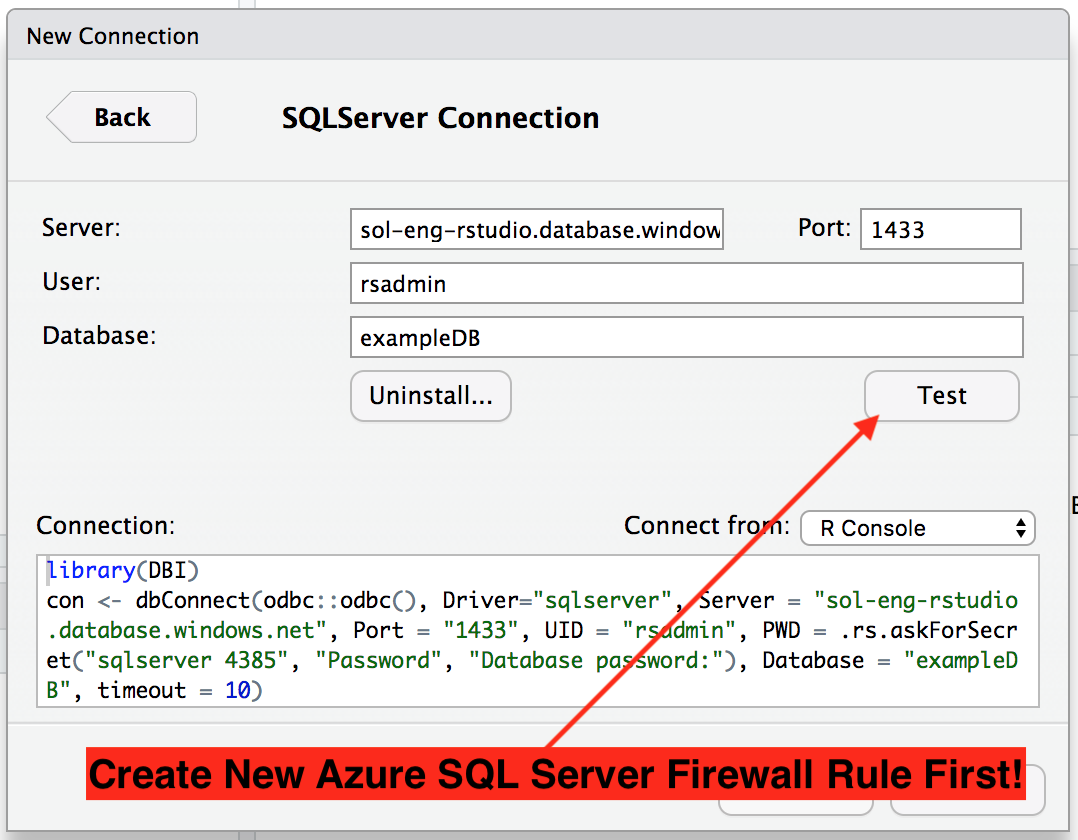 New Connection
Back
SQLServer Connection
Server:
sol-eng-rstudio.database.window
Port:
1433
User:
rsadmin
Database:
exampleDB
Uninstall...
Test
Connection:
Connect from:
R Console
library(DBI)
con <- dbConnect(odbc::odbc(), Driver="sqlserver", Server = "sol-eng-rstudio
.database.windows.net", Port = "1433", UID = "rsadmin", PWD = .rs.askForSecr
et("sqlserver 4385", "Password", "Database password:"), Database = "exampleD
B", timeout = 10)
Create New Azure SQL Server Firewall Rule First!